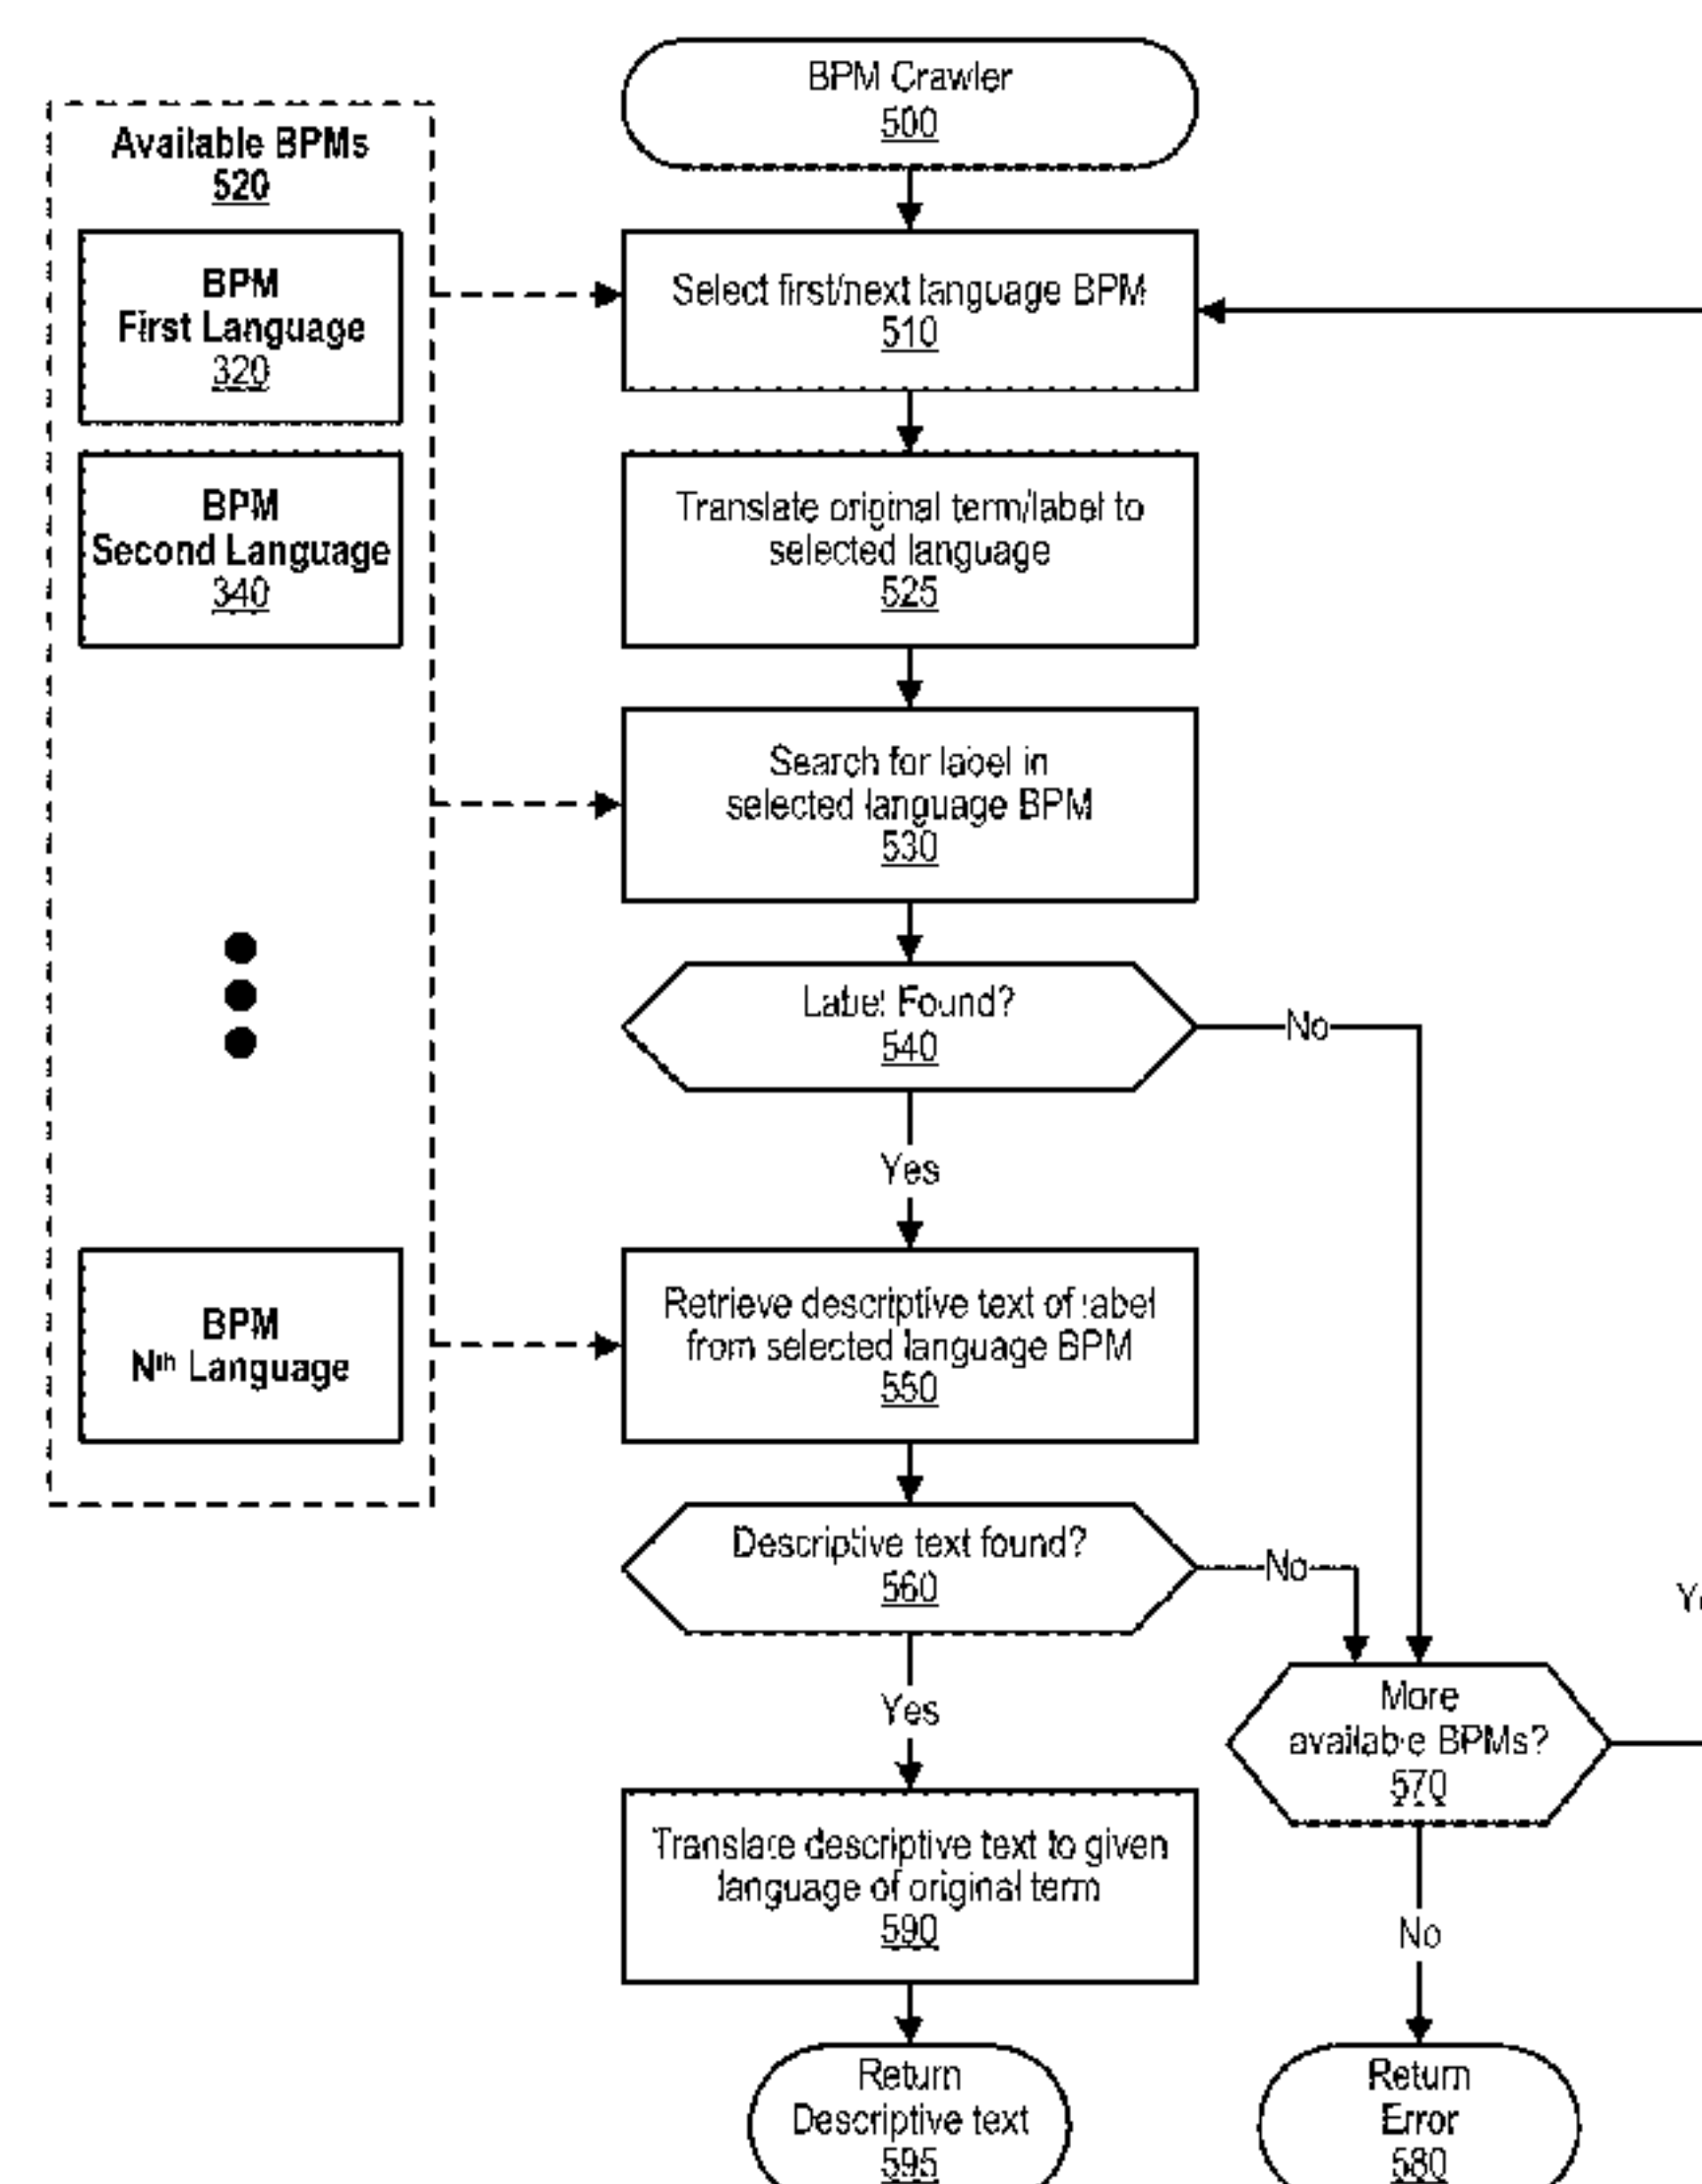 BPM Crawler
500
Available BPMs
520
BPM
First Language
320
BPM
Second Language
340
BPM
Nth Language
Select first/next language BPM
510
Translate original term/label to
selected language
525
Search for label in
selected language BPM
530
Label Found?
540
No
Yes
Retrieve descriptive text of label
from selected language BPM
550
Descriptive text found?
560
No
Yes
More
available BPMs?
570
No
Translate descriptive text to given
language of original term
590
Return
Descriptive text
595
Return
Error
580